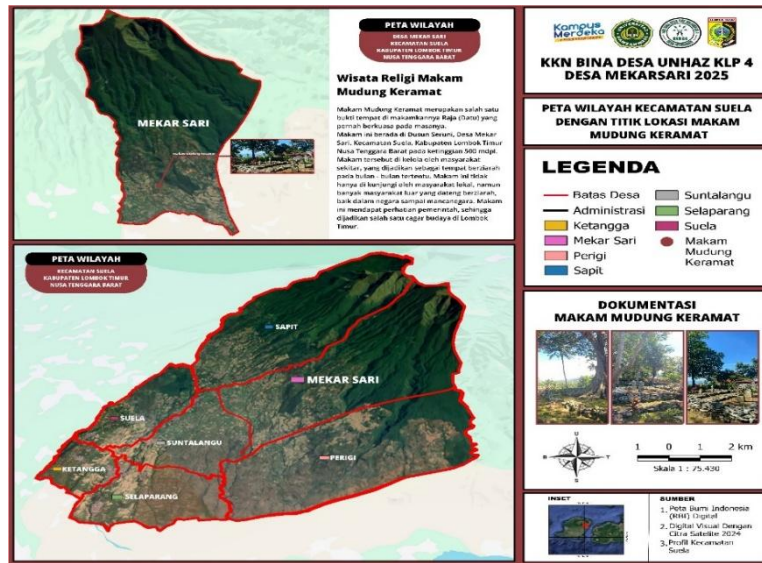 PETA WILAYAH
DESA MEKAR SARI
KECAMATAN SUELA
KABUPATEN LOMBOK TIMUR
NUSA TENGGARA BARAT
Wisata Religi Makam
Mudung Keramat
Makam Mudung Keramat merupakan salah satu
bukti tempat di makamkannya Raja (Datu) yang
pernah berkuasa pada masanya.
Makam ini berada di Dusun Seruni, Desa Mekar
Sari, Kecamatan Suela, Kabupaten Lombok Timur
Nusa Tenggara Barat pada ketinggian 500 mdpl.
Makam tersebut di kelola oleh masyarakat
sekitar, yang dijadikan sebagai tempat berziarah
pada bulan - bulan tertentu. Makam ini tidak
hanya di kunjungi oleh masyarakat lokal, namun
banyak masyarakat luar yang datang berziarah,
baik dalam negara sampai mancanegara. Makam
ini mendapat perhatian pemerintah, sehingga
dijadikan salah satu cagar budaya di Lombok
Timur.
MEKAR SARI
PETA WILAYAH
KECAMATAN SUELA
KABUPATEN LOMBOK TIMUR
NUSA TENGGARA BARAT
SAPIT
MEKAR SARI
SUELA
SUNTALANGU
KETANGGA
PERIGI
SELAPARANG
Kampus
Merdeka
KKN BINA DESA UNHAZ KLP 4
DESA MEKARSARI 2025
PETA WILAYAH KECAMATAN SUELA
DENGAN TITIK LOKASI MAKAM
MUDUNG KERAMAT
LEGENDA
Batas Desa
Administrasi
Ketangga
Mekar Sari
Perigi
Sapit
Suntalangu
Selaparang
Suela
Makam
Mudung
Keramat
DOKUMENTASI
MAKAM MUDUNG KERAMAT
U
B
T
S
1 0 1 2 km
Skala 1 : 75.430
INSET
SUMBER
1. Peta Bumi Indonesia
(RBI) Digital
2. Digital Visual Dengan
Citra Satelite 2024
3. Profil Kecamatan
Suela